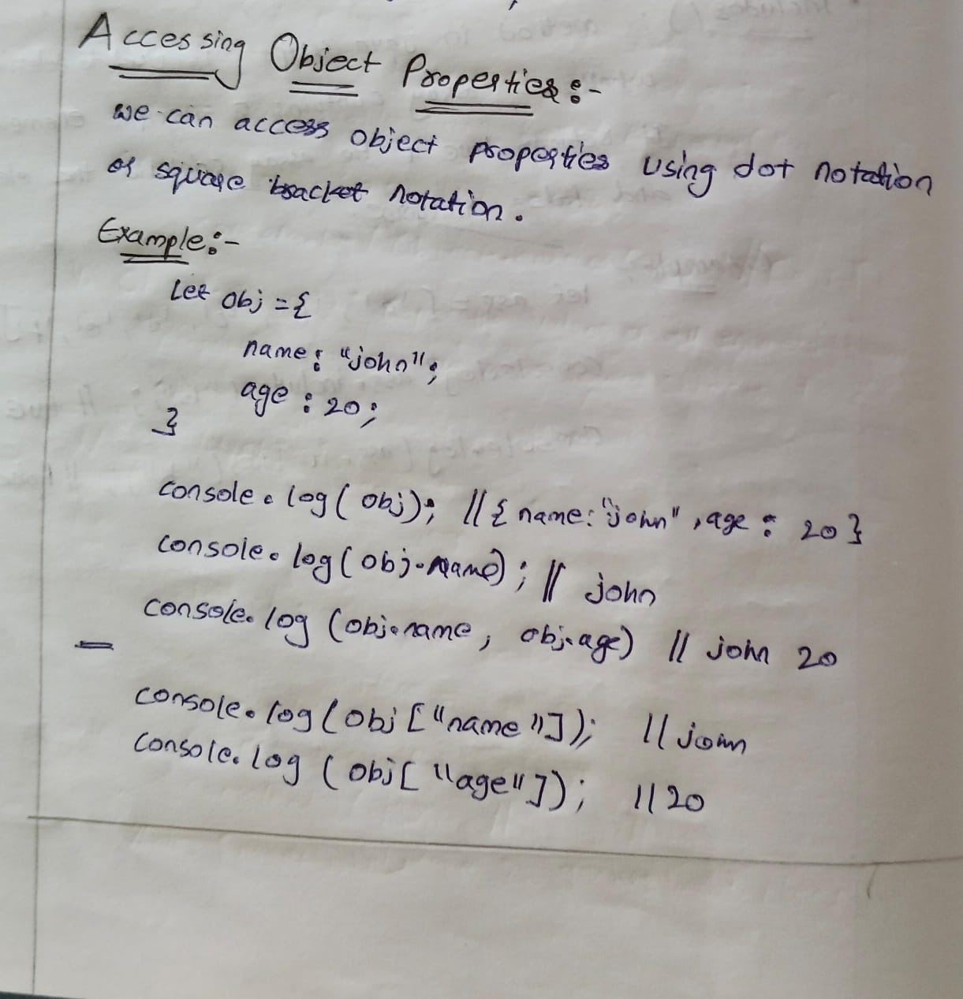 Accessing Object Properties:-
we can access object properties using dot notation
or square bracket notation.
Example:-
Let obj = {
name: "john";
age : 20;
}
console.log(obj); // { name: "john", age : 20 }
console.log(obj.name); // john
console.log(obj.name, obj.age) // john 20
console.log(obj["name"]); // john
console.log(obj["age"]); // 20